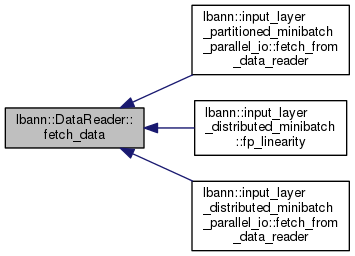 lbann::input_layer
_partitioned_minibatch
_parallel_io::fetch_from
_data_reader
lbann::DataReader::
fetch_data
lbann::input_layer
_distributed_minibatch
::fp_linearity
lbann::input_layer
_distributed_minibatch
_parallel_io::fetch_from
_data_reader